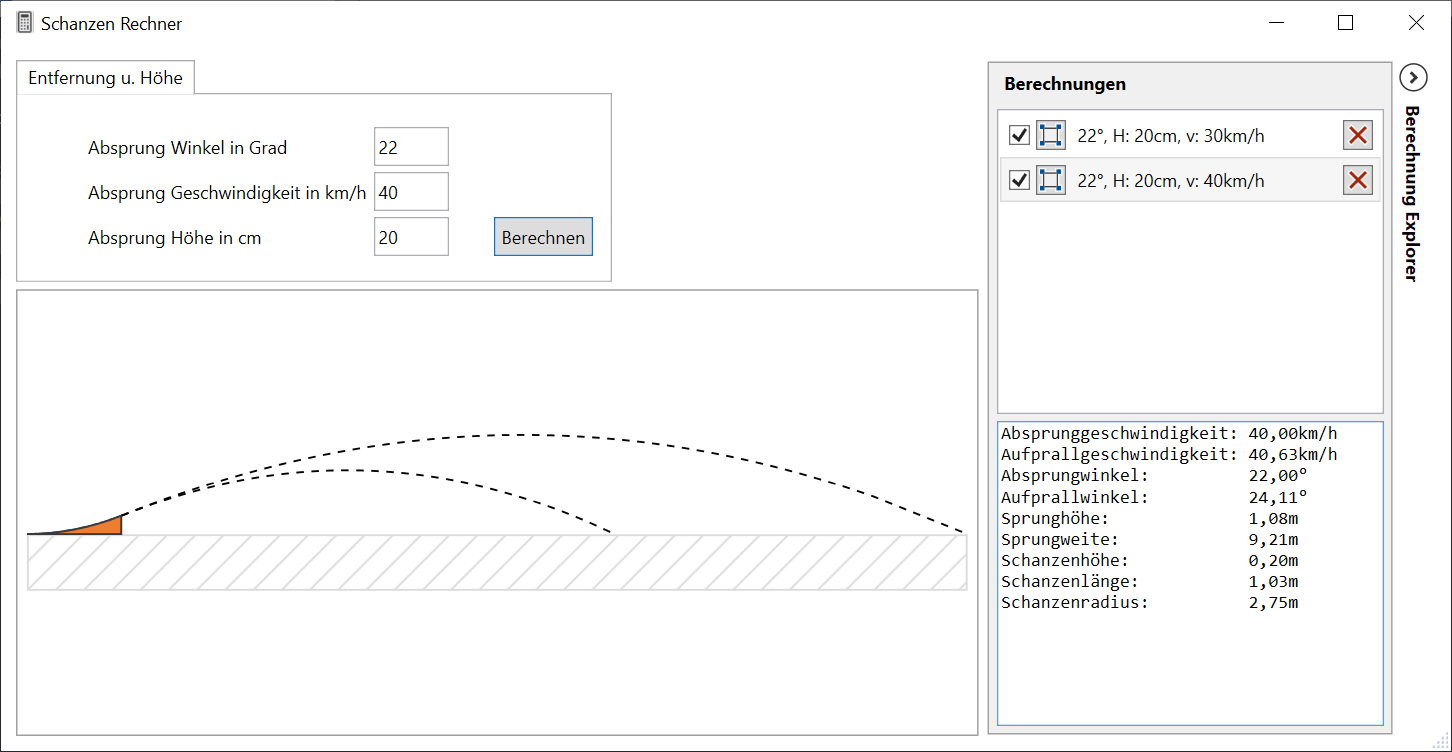 Schanzen Rechner
Entfernung u. Höhe
Absprung Winkel in Grad 22
Absprung Geschwindigkeit in km/h 40
Absprung Höhe in cm 20 Berechnen
Berechnungen
22°, H: 20cm, v: 30km/h
22°, H: 20cm, v: 40km/h
Absprunggeschwindigkeit: 40,00km/h
Aufprallgeschwindigkeit: 40,63km/h
Absprungwinkel: 22,00°
Aufprallwinkel: 24,11°
Sprunghöhe: 1,08m
Sprungweite: 9,21m
Schanzenhöhe: 0,20m
Schanzenlänge: 1,03m
Schanzenradius: 2,75m
Berechnung Explorer